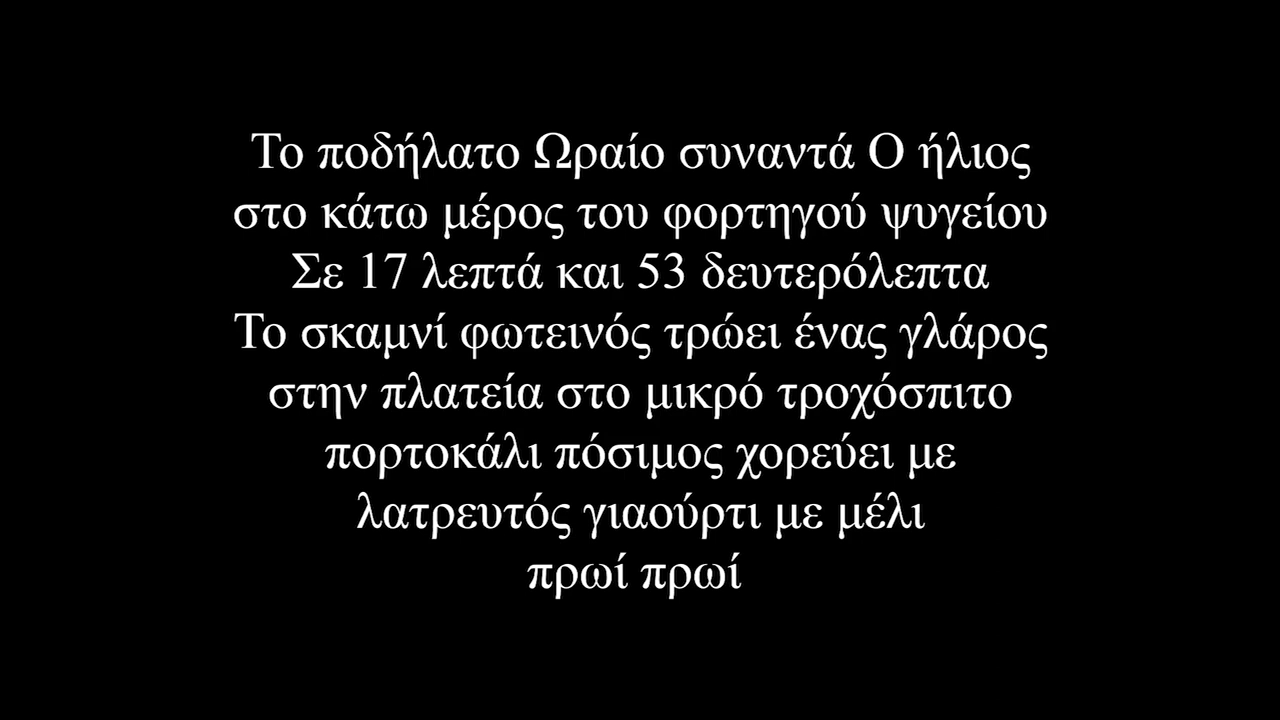 Το ποδήλατο Ωραίο συναντά Ο ήλιος
στο κάτω μέρος του φορτηγού ψυγείου
Σε 17 λεπτά και 53 δευτερόλεπτα
Το σκαμνί φωτεινός τρώει ένας γλάρος
στην πλατεία στο μικρό τροχόσπιτο
πορτοκάλι πόσιμος χορεύει με
λατρευτός γιαούρτι με μέλι
πρωί πρωί